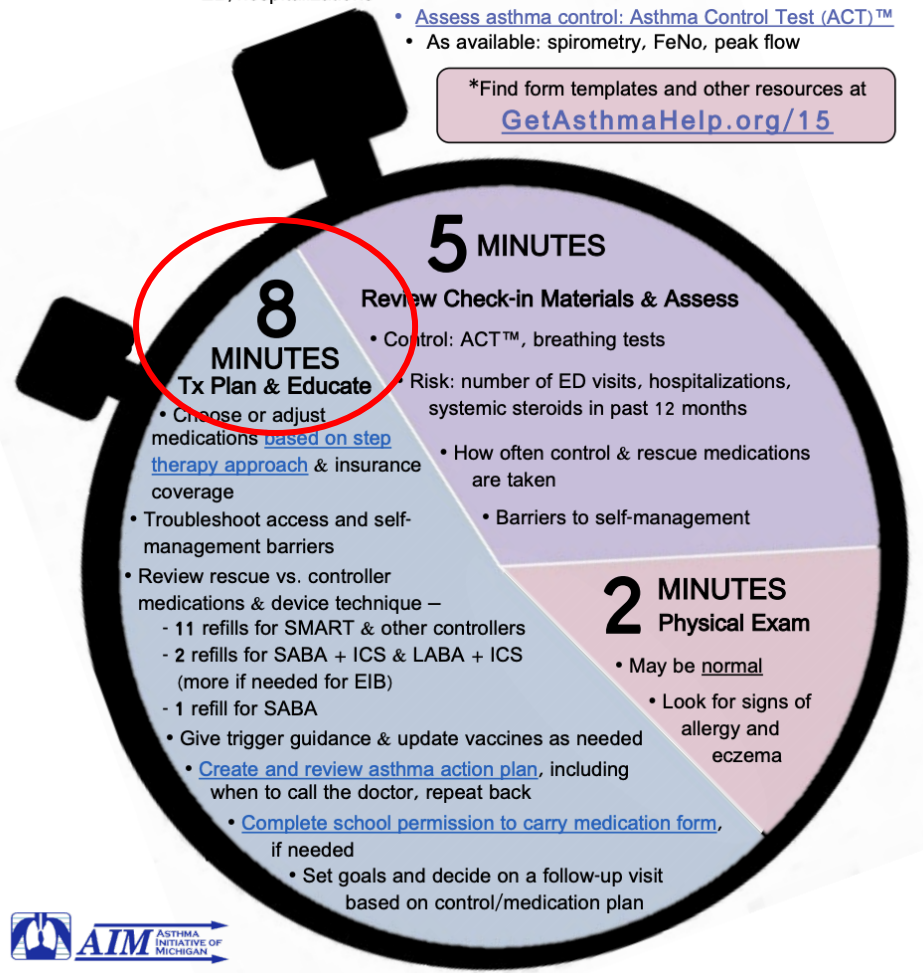 • Assess asthma control: Asthma Control Test (ACT)™
• As available: spirometry, FeNo, peak flow
*Find form templates and other resources at
GetAsthmaHelp.org/15
5 MINUTES
Review Check-in Materials & Assess
• Control: ACT™, breathing tests
• Risk: number of ED visits, hospitalizations,
systemic steroids in past 12 months
• How often control & rescue medications
are taken
• Barriers to self-management
2 MINUTES
Physical Exam
• May be normal
• Look for signs of
allergy and
eczema
8
MINUTES
Tx Plan & Educate
• Choose or adjust
medications based on step
therapy approach & insurance
coverage
• Troubleshoot access and self-
management barriers
• Review rescue vs. controller
medications & device technique –
- 11 refills for SMART & other controllers
- 2 refills for SABA + ICS & LABA + ICS
(more if needed for EIB)
- 1 refill for SABA
• Give trigger guidance & update vaccines as needed
• Create and review asthma action plan, including
when to call the doctor, repeat back
• Complete school permission to carry medication form,
if needed
• Set goals and decide on a follow-up visit
based on control/medication plan
AIM ASTHMA
INITIATIVE OF
MICHIGAN